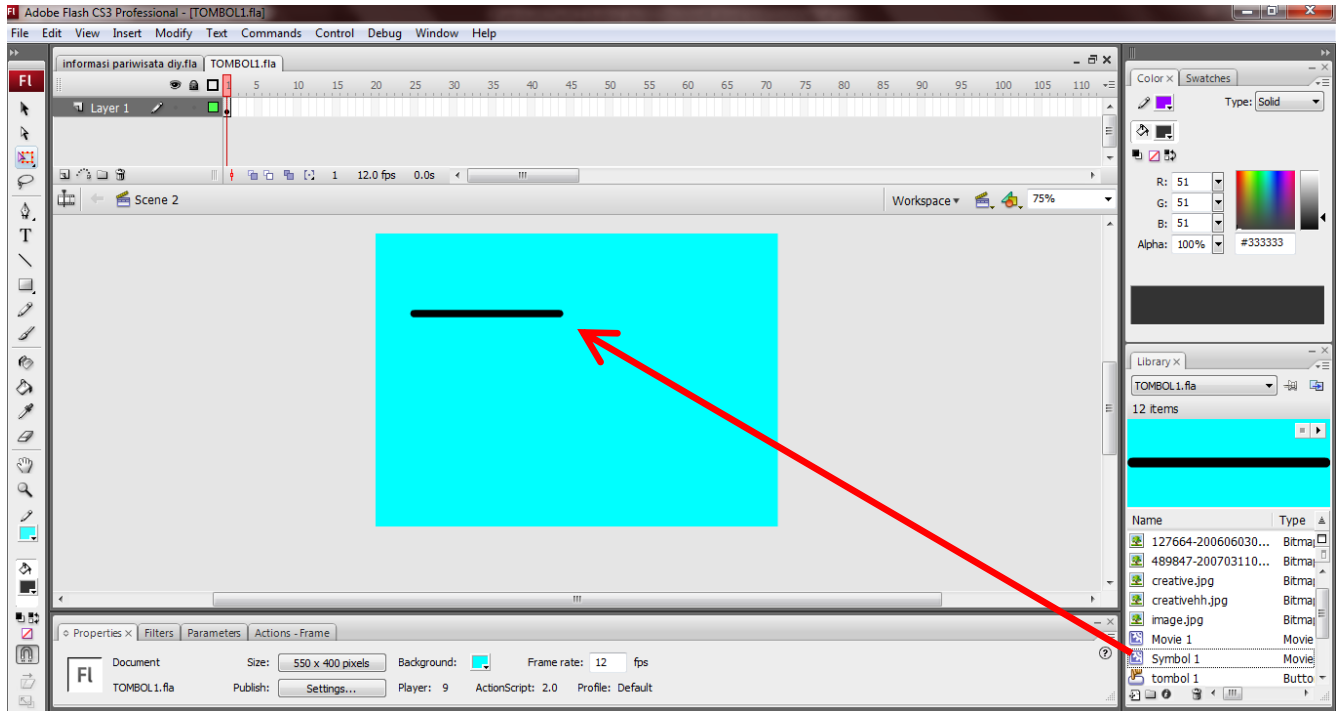 Fl Adobe Flash CS3 Professional - [TOMBOL1.fla]
File Edit View Insert Modify Text Commands Control Debug Window Help
informasi pariwisata diy.fla TOMBOL1.fla
Fl
1 5 10 15 20 25 30 35 40 45 50 55 60 65 70 75 80 85 90 95 100 105 110
Layer 1
1 12.0 fps 0.0s
Scene 2 Workspace 75%
T
Properties × Filters Parameters Actions - Frame
Fl
Document Size: 550 x 400 pixels Background: Frame rate: 12 fps
TOMBOL1.fla Publish: Settings... Player: 9 ActionScript: 2.0 Profile: Default
Color × Swatches
Type: Solid
R: 51
G: 51
B: 51
Alpha: 100% #333333
Library ×
TOMBOL1.fla
12 items
Name Type
127664-200606030... Bitma
489847-200703110... Bitma
creative.jpg Bitma
creativehh.jpg Bitma
image.jpg Bitma
Movie 1 Movie
Symbol 1 Movie
tombol 1 Butto